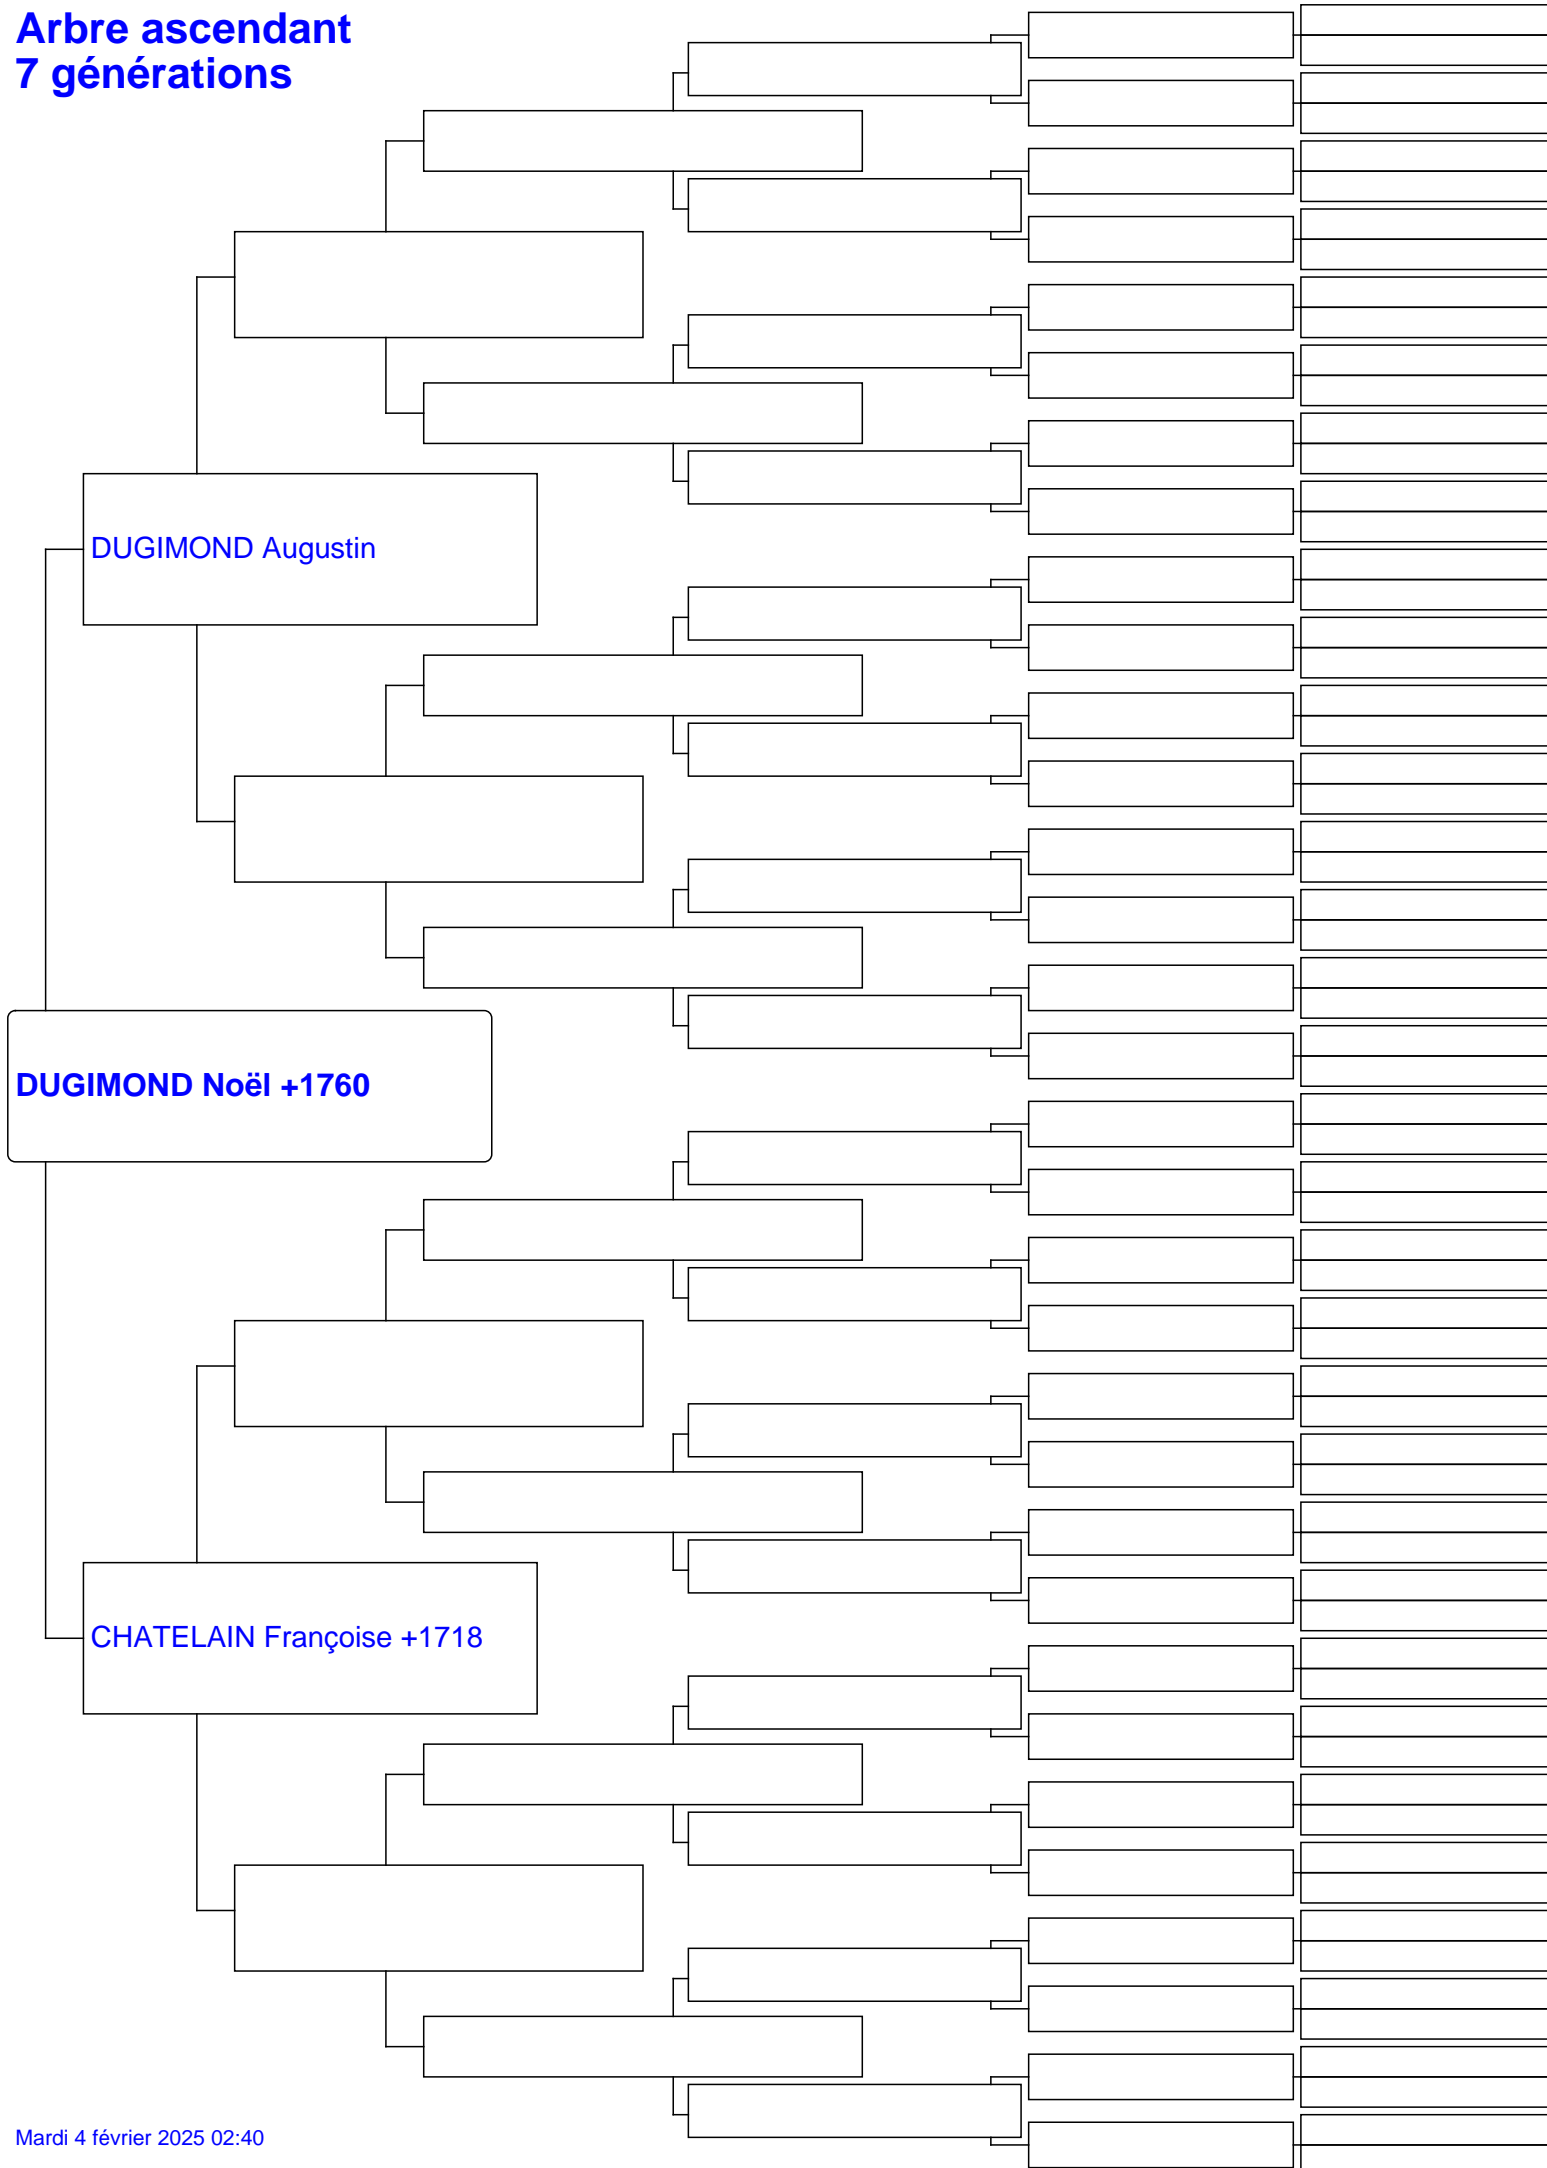 Arbre ascendant
7 générations
DUGIMOND Augustin
DUGIMOND Noël +1760
CHATELAIN Françoise +1718
Mardi 4 février 2025 02:40